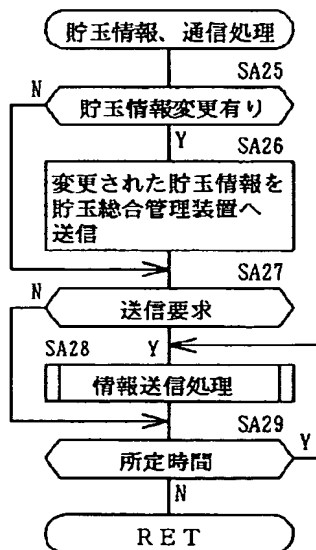 貯玉情報、通信処理
SA25
N
貯玉情報変更有り
Y
SA26
変更された貯玉情報を
貯玉総合管理装置へ
送信
SA27
N
送信要求
SA28
Y
情報送信処理
SA29
所定時間
Y
N
RET